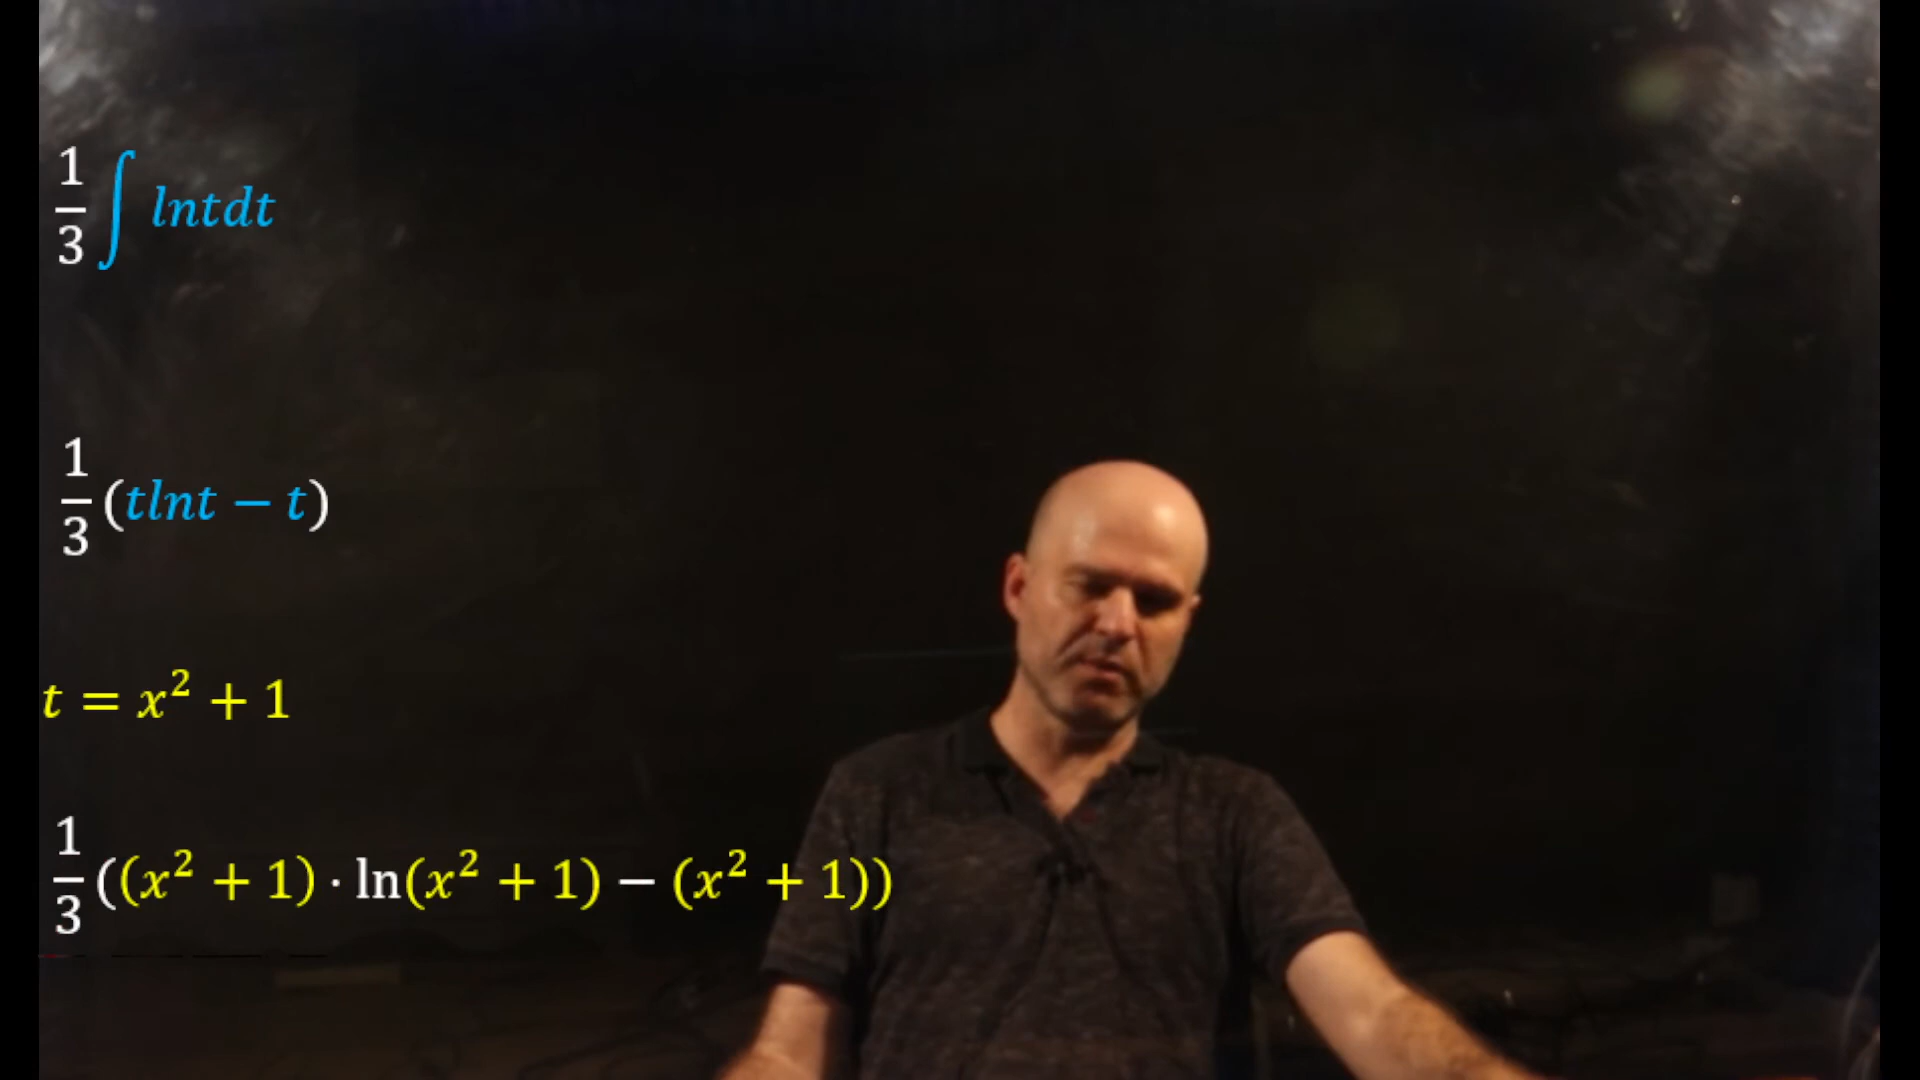 1/3 ∫ lntdt
1/3 (tlnt − t)
t = x² + 1
1/3 ((x² + 1) · ln(x² + 1) − (x² + 1))